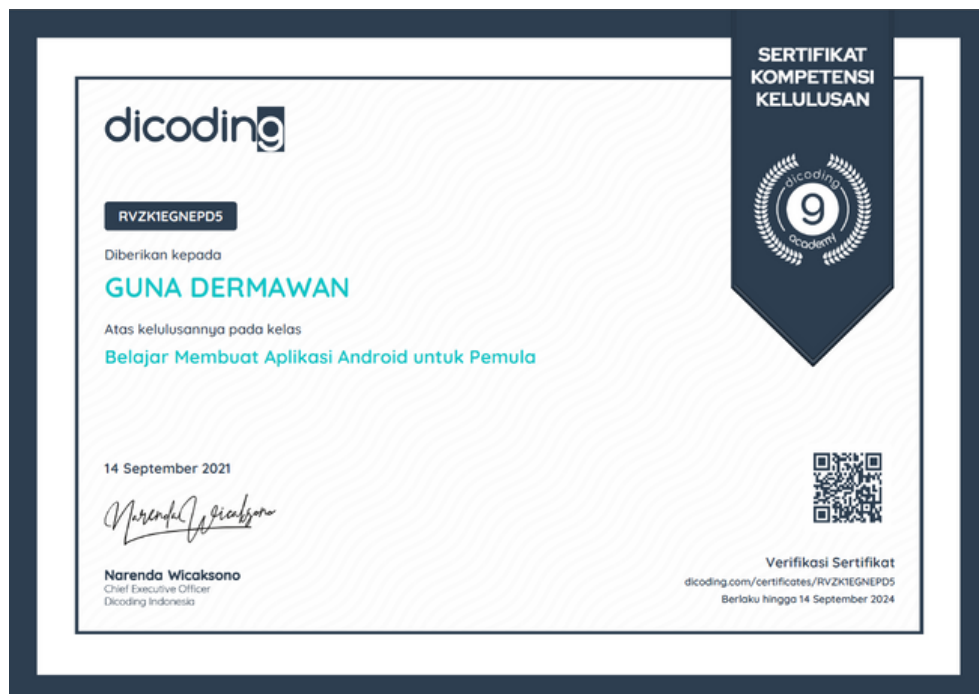 SERTIFIKAT
KOMPETENSI
KELULUSAN
dicoding
dicoding
9
academy
RVZK1EGNEPD5
Diberikan kepada
GUNA DERMAWAN
Atas kelulusannya pada kelas
Belajar Membuat Aplikasi Android untuk Pemula
14 September 2021
Narenda Wicaksono
Narenda Wicaksono
Chief Executive Officer
Dicoding Indonesia
Verifikasi Sertifikat
dicoding.com/certificates/RVZK1EGNEPD5
Berlaku hingga 14 September 2024